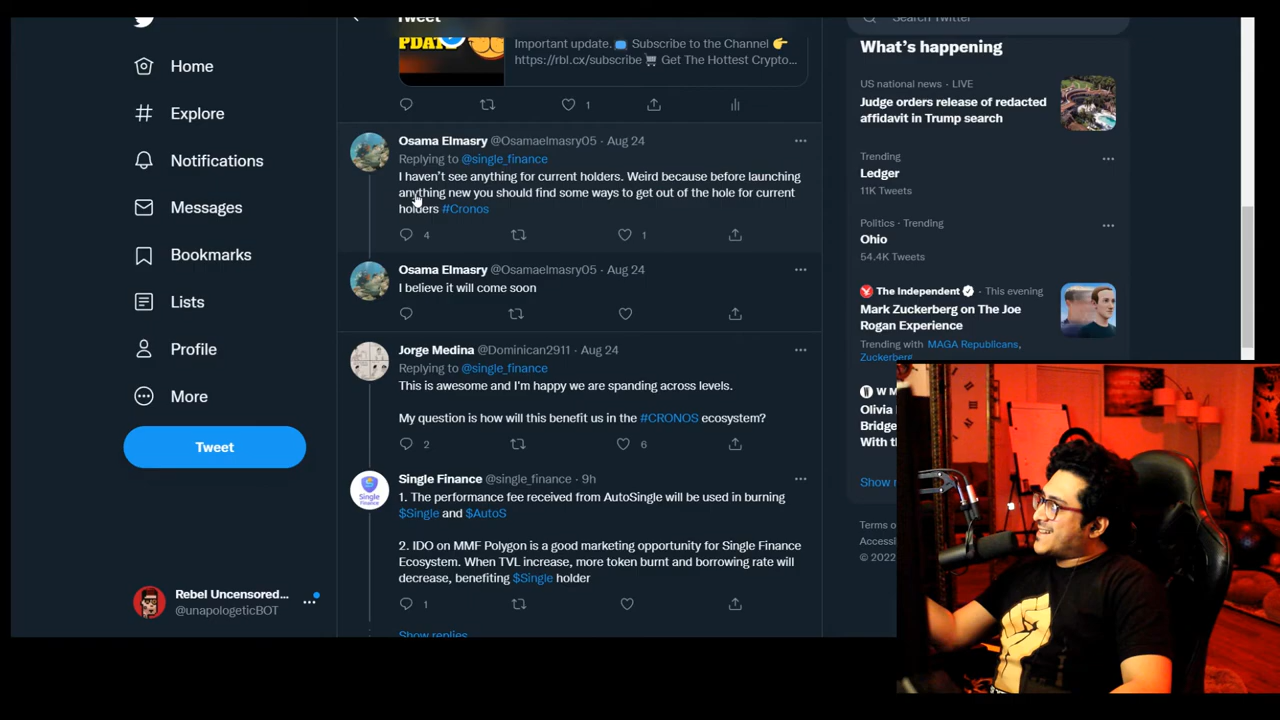 Tweet
Search Twitter
PDAT
Important update. Subscribe to the Channel
https://rbl.cx/subscribe Get The Hottest Crypto...
1
Home
Explore
Notifications
Messages
Bookmarks
Lists
Profile
More
Tweet
Rebel Uncensored...
@unapologeticBOT
Osama Elmasry @Osamaelmasry05 · Aug 24
Replying to @single_finance
I haven't see anything for current holders. Weird because before launching
anything new you should find some ways to get out of the hole for current
holders #Cronos
4 1
Osama Elmasry @Osamaelmasry05 · Aug 24
I believe it will come soon
Jorge Medina @Dominican2911 · Aug 24
Replying to @single_finance
This is awesome and I'm happy we are spanding across levels.
My question is how will this benefit us in the #CRONOS ecosystem?
2 6
Single Finance @single_finance · 9h
1. The performance fee received from AutoSingle will be used in burning
$Single and $AutoS
2. IDO on MMF Polygon is a good marketing opportunity for Single Finance
Ecosystem. When TVL increase, more token burnt and borrowing rate will
decrease, benefiting $Single holder
1
Show replies
What's happening
US national news · LIVE
Judge orders release of redacted
affidavit in Trump search
Trending
Ledger
11K Tweets
Politics · Trending
Ohio
54.4K Tweets
The Independent · This evening
Mark Zuckerberg on The Joe
Rogan Experience
Trending with MAGA Republicans,
Zuckerberg
W M
Olivia
Bridge
With th
Show
Terms o
Accessi
© 2022